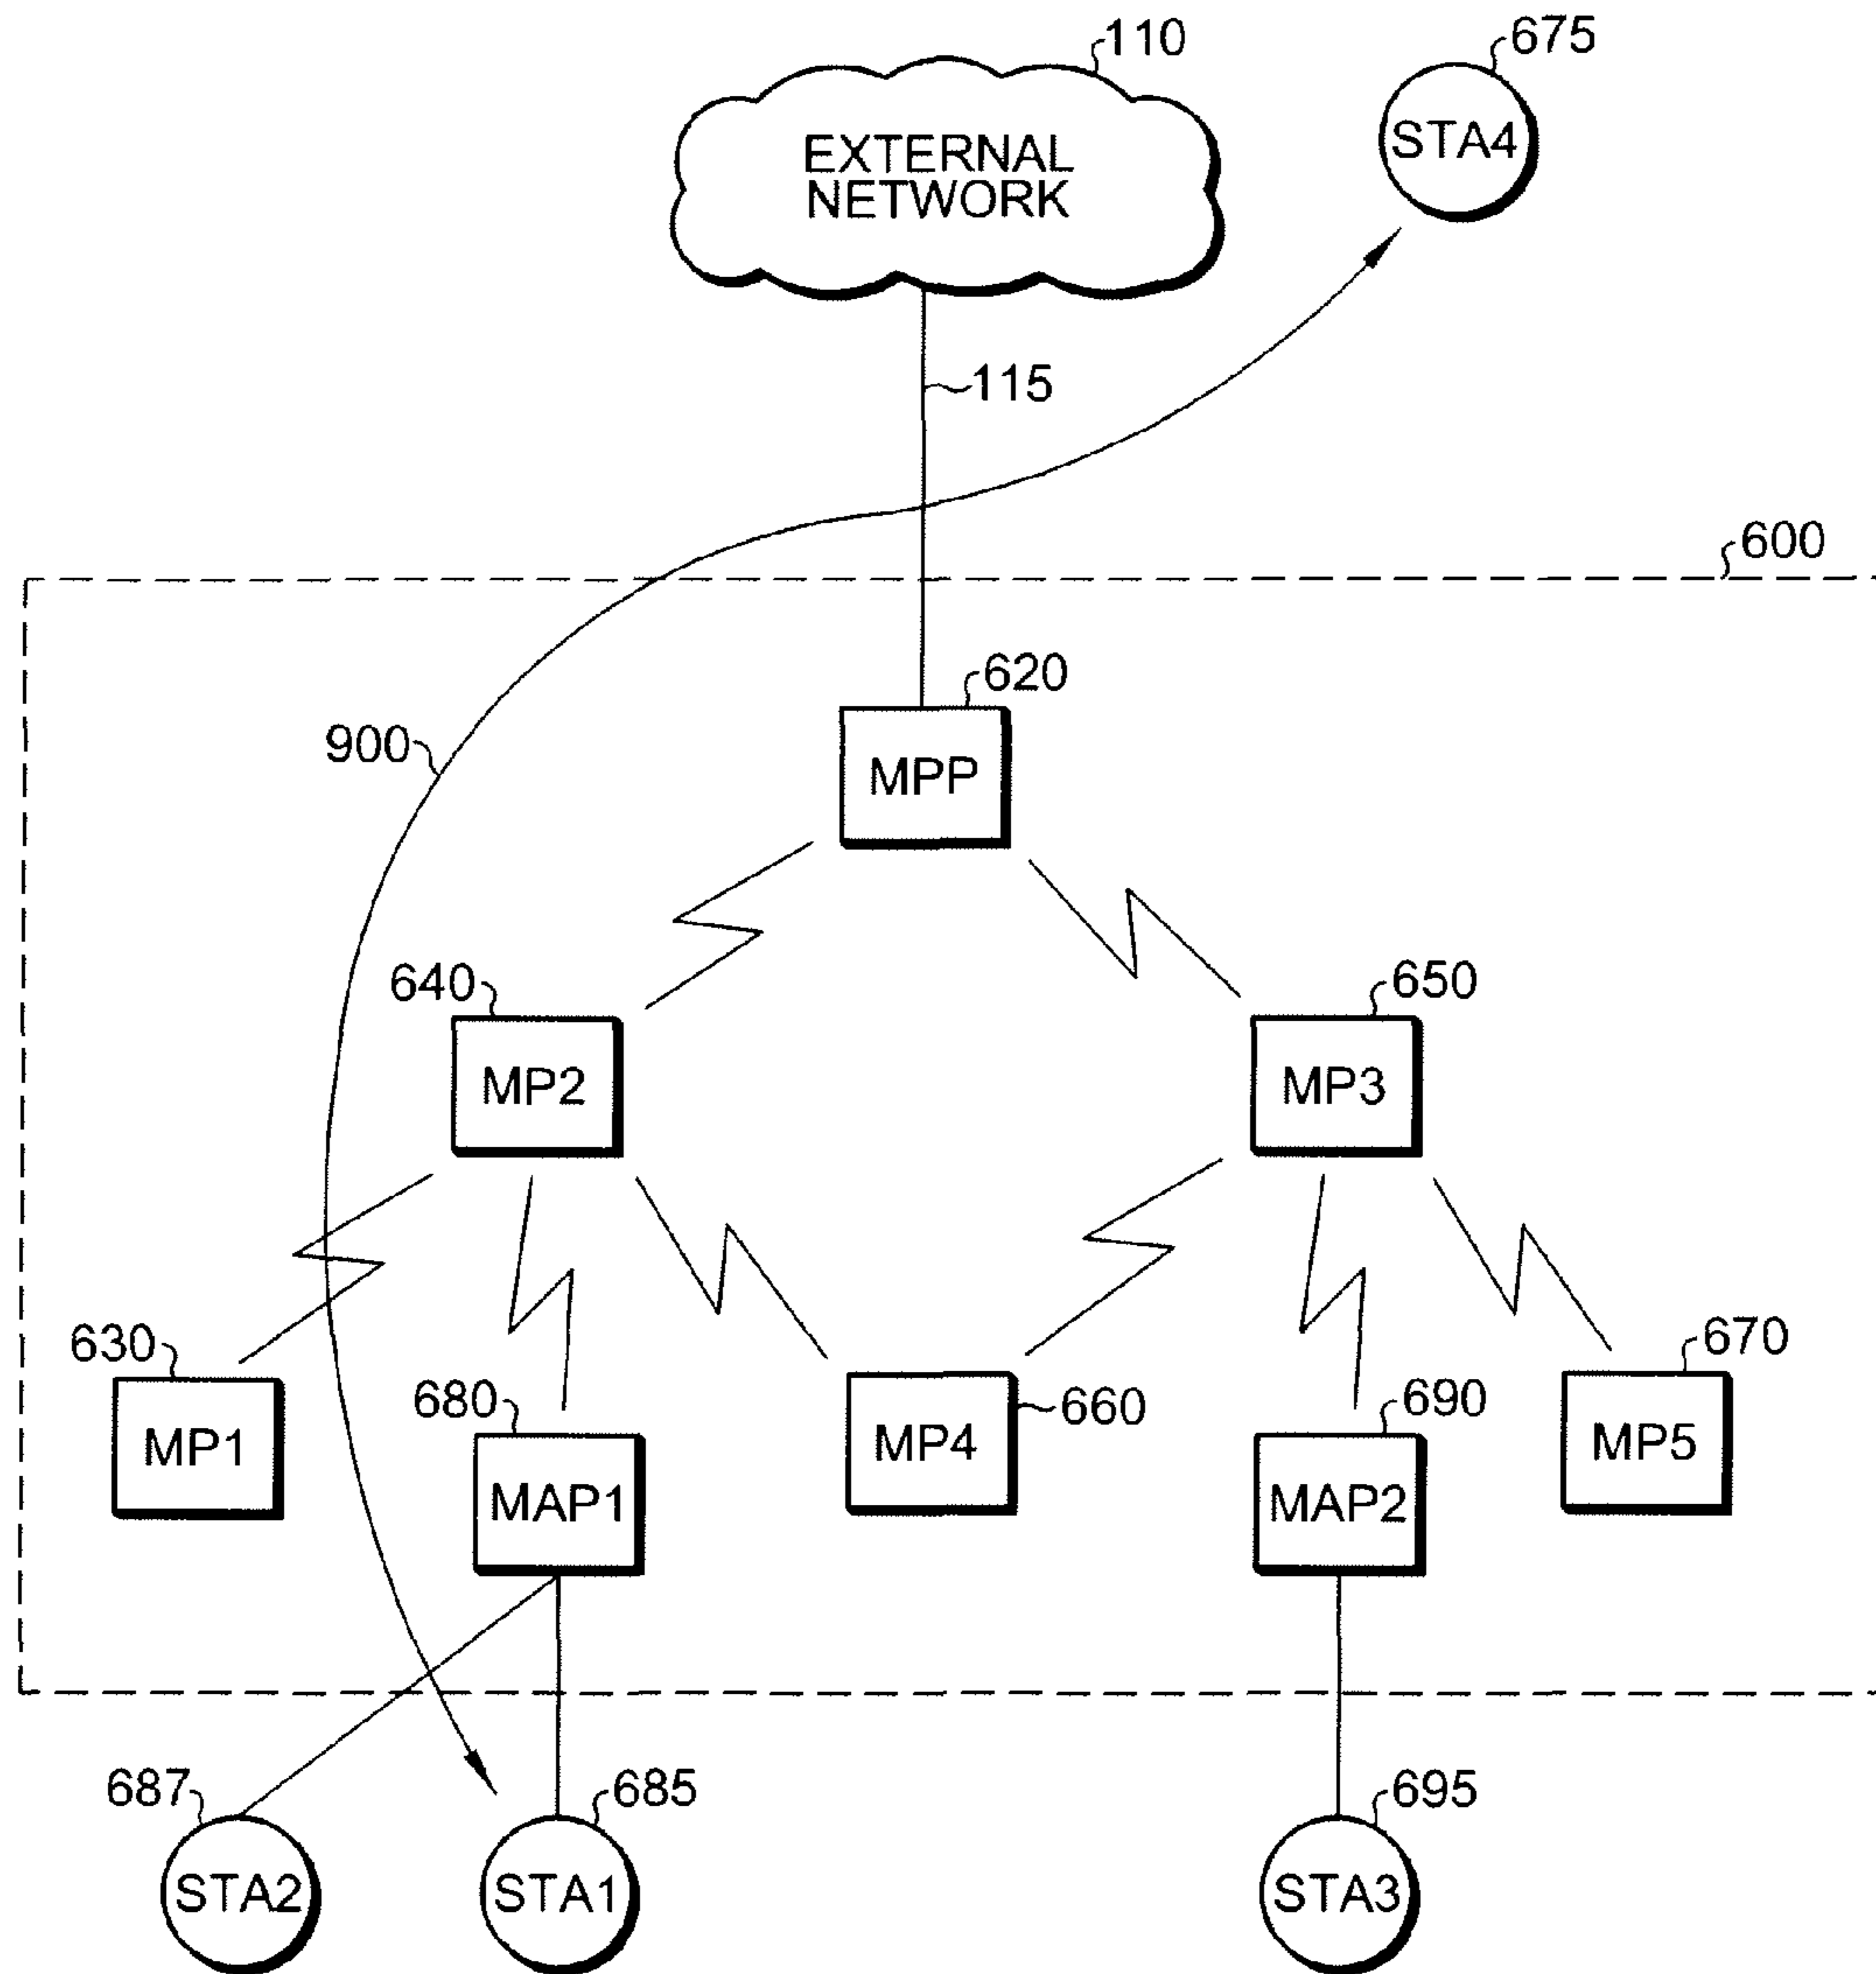 110
675
EXTERNAL
NETWORK
STA4
115
600
620
900
MPP
640
650
MP2
MP3
630
680
660
690
670
MP1
MAP1
MP4
MAP2
MP5
687
685
695
STA2
STA1
STA3